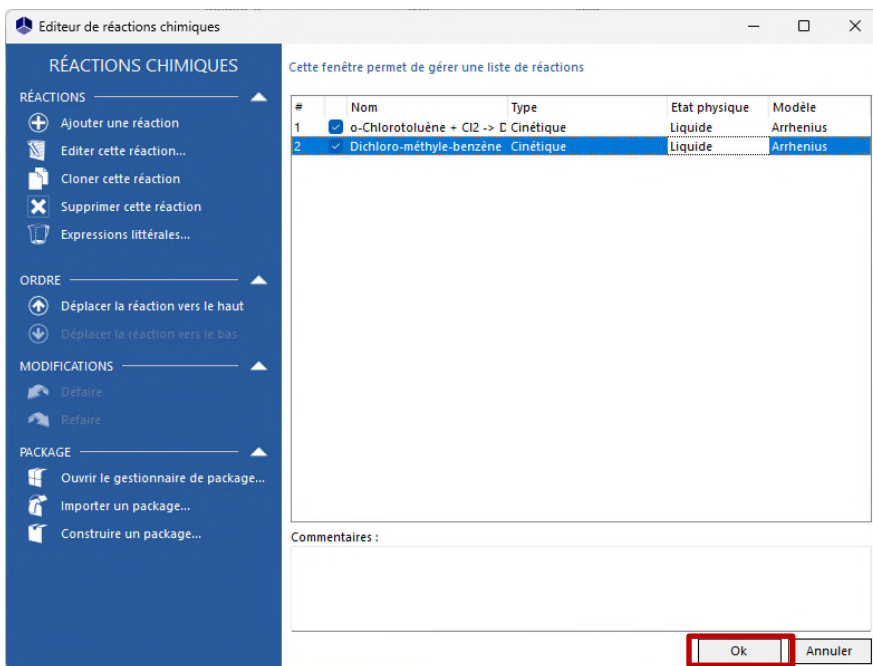 Editeur de réactions chimiques
RÉACTIONS CHIMIQUES
RÉACTIONS
Ajouter une réaction
Editer cette réaction...
Cloner cette réaction
Supprimer cette réaction
Expressions littérales...
ORDRE
Déplacer la réaction vers le haut
Déplacer la réaction vers le bas
MODIFICATIONS
Défaire
Refaire
PACKAGE
Ouvrir le gestionnaire de package...
Importer un package...
Construire un package...
Cette fenêtre permet de gérer une liste de réactions
# Nom Type Etat physique Modèle
1 o-Chlorotoluène + Cl2 -> D Cinétique Liquide Arrhenius
2 Dichloro-méthyle-benzène Cinétique Liquide Arrhenius
Commentaires :
Ok Annuler